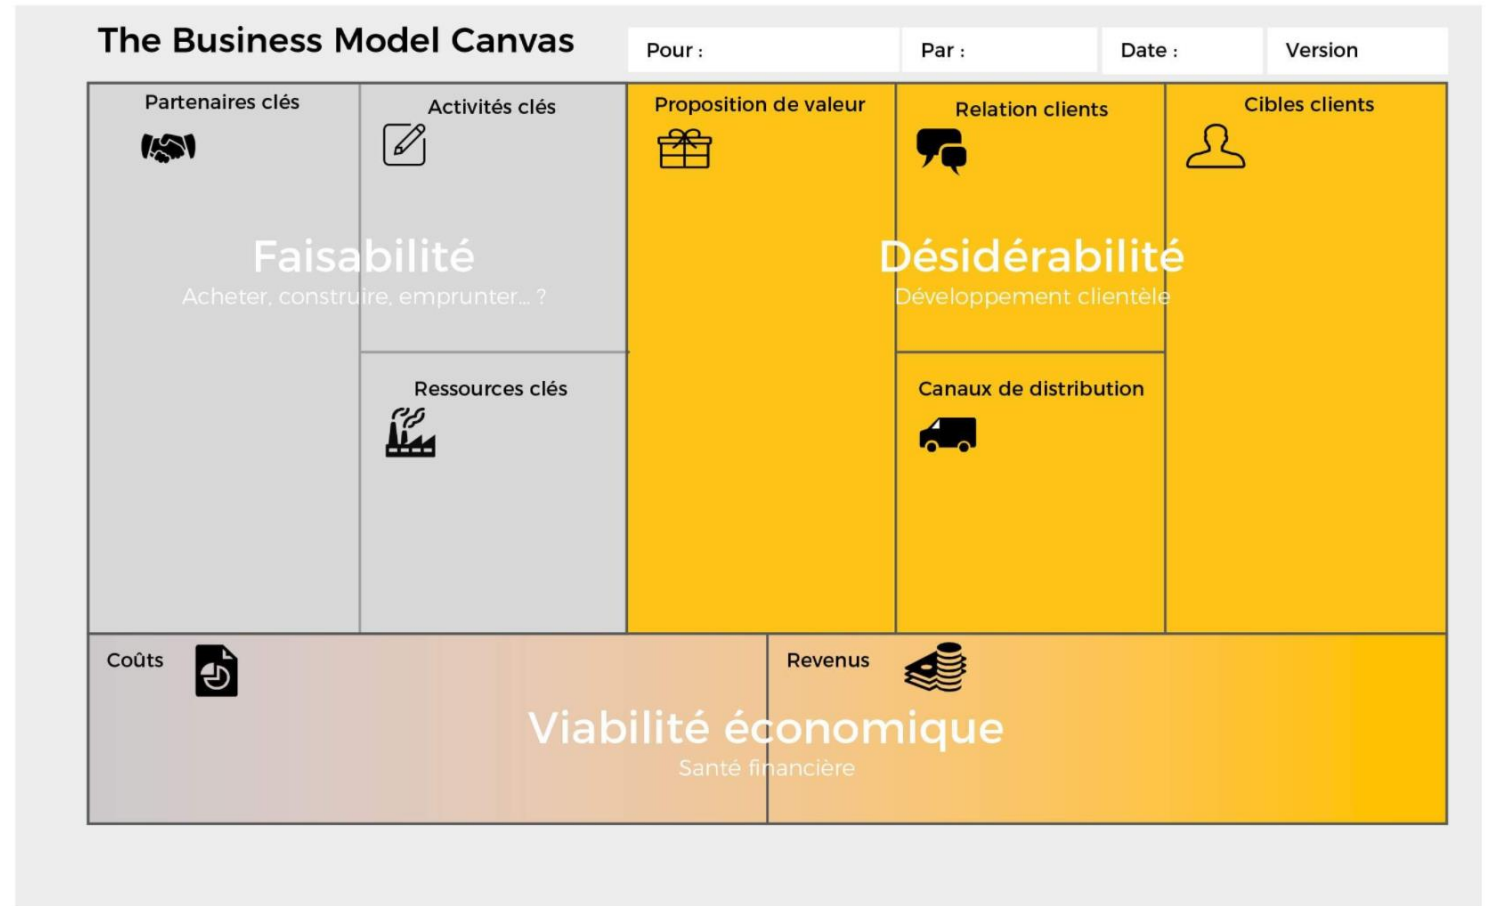 The Business Model Canvas
Pour :
Par :
Date :
Version
Partenaires clés
Activités clés
Proposition de valeur
Relation clients
Cibles clients
Faisabilité
Acheter, construire, emprunter... ?
Désidérabilité
Développement clientèle
Ressources clés
Canaux de distribution
Coûts
Revenus
Viabilité économique
Santé financière